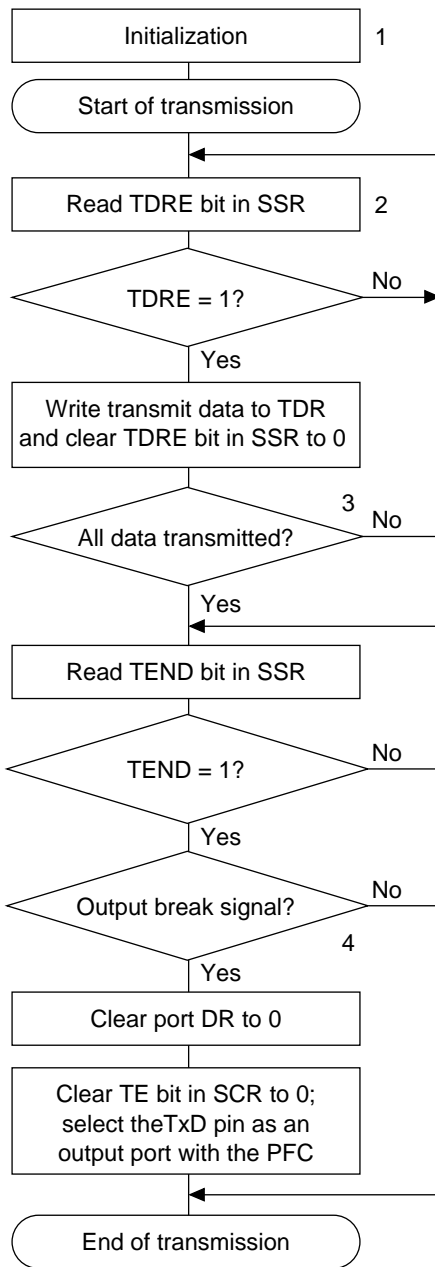 Initialization
1
Start of transmission
Read TDRE bit in SSR
2
TDRE = 1?
No
Yes
Write transmit data to TDR
and clear TDRE bit in SSR to 0
3
All data transmitted?
No
Yes
Read TEND bit in SSR
TEND = 1?
No
Yes
Output break signal?
No
4
Yes
Clear port DR to 0
Clear TE bit in SCR to 0;
select theTxD pin as an
output port with the PFC
End of transmission